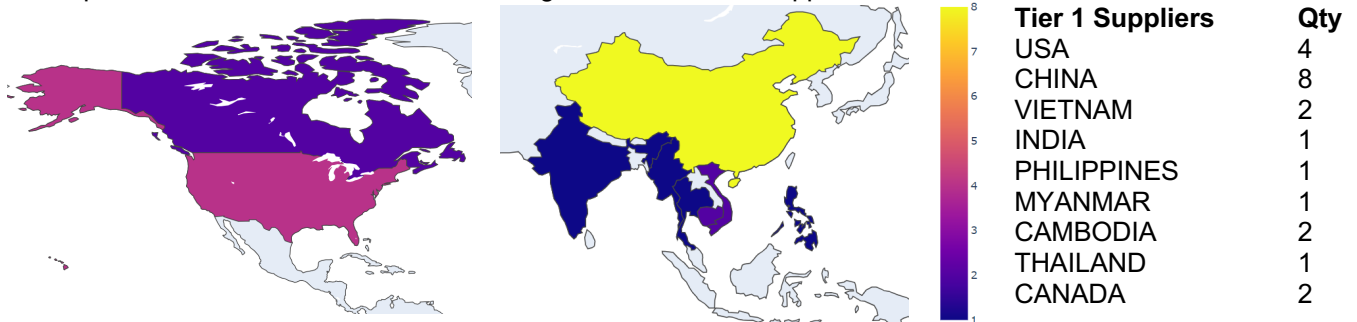 8
7
6
5
4
3
2
1
Tier 1 Suppliers Qty
USA 4
CHINA 8
VIETNAM 2
INDIA 1
PHILIPPINES 1
MYANMAR 1
CAMBODIA 2
THAILAND 1
CANADA 2